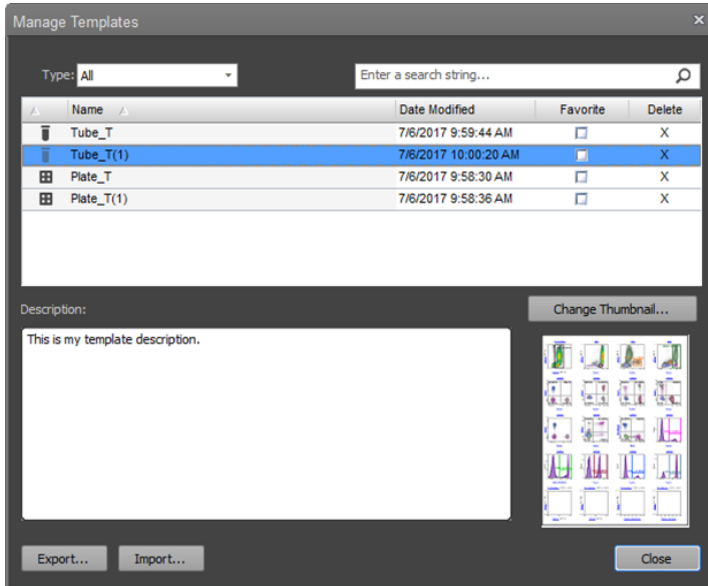 Manage Templates
Type: All
Enter a search string...
Name Date Modified Favorite Delete
Tube_T 7/6/2017 9:59:44 AM X
Tube_T(1) 7/6/2017 10:00:20 AM X
Plate_T 7/6/2017 9:58:30 AM X
Plate_T(1) 7/6/2017 9:58:36 AM X
Description:
Change Thumbnail...
This is my template description.
Export... Import... Close